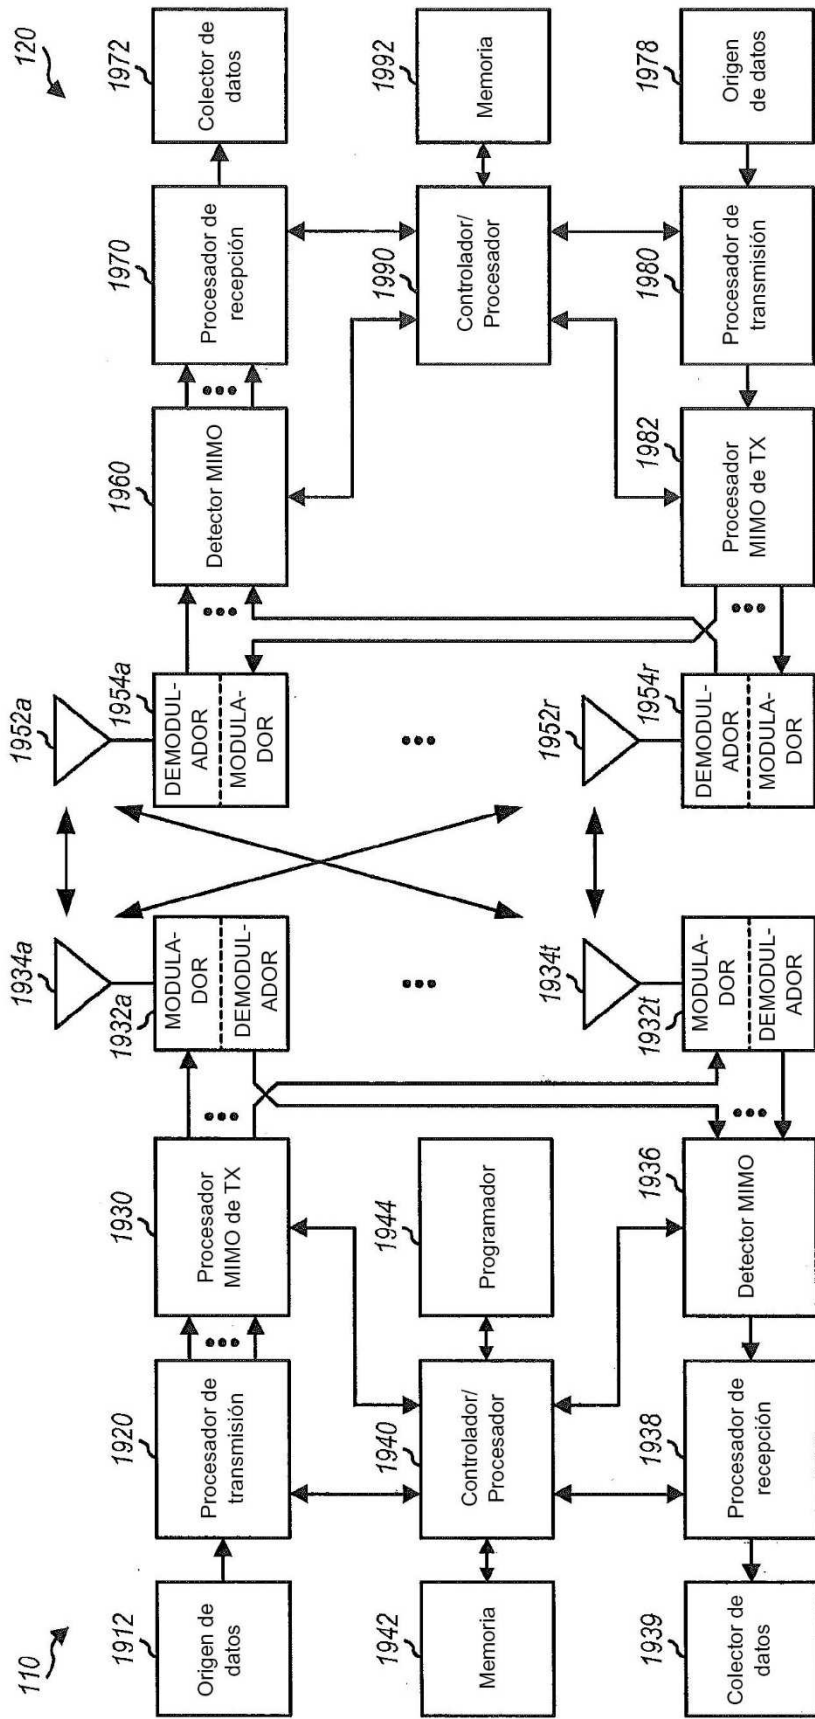 110
120
1912
Origen de
datos
1920
Procesador de
transmisión
1930
Procesador
MIMO de TX
1932a
MODULA-
DOR
DEMODUL-
ADOR
1934a
1952a
1954a
DEMODUL-
ADOR
MODULA-
DOR
1960
Detector MIMO
1970
Procesador de
recepción
1972
Colector de
datos
1942
Memoria
1940
Controlador/
Procesador
1944
Programador
1990
Controlador/
Procesador
1992
Memoria
1939
Colector de
datos
1938
Procesador de
recepción
1936
Detector MIMO
1932t
MODULA-
DOR
DEMODUL-
ADOR
1934t
1952r
1954r
DEMODUL-
ADOR
MODULA-
DOR
1982
Procesador
MIMO de TX
1980
Procesador de
transmisión
1978
Origen
de datos